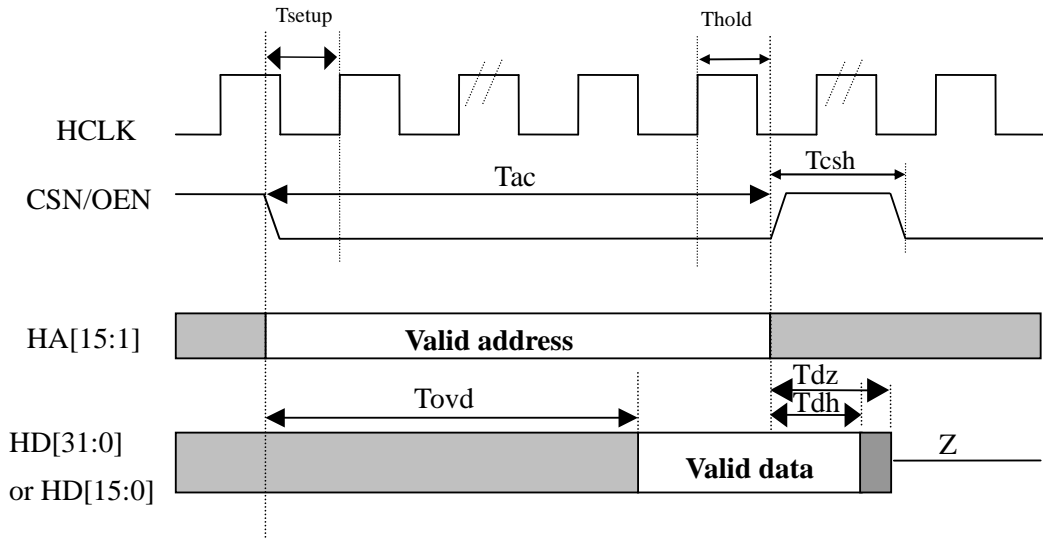 Tsetup
Thold
HCLK
Tcsh
Tac
CSN/OEN
HA[15:1]
Valid address
Tdz
Tovd
Tdh
HD[31:0]
Z
Valid data
or HD[15:0]